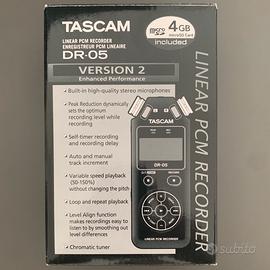 TASCAM
LINEAR PCM RECORDER
ENREGISTREUR PCM LINEAIRE
DR-05
VERSION 2
Enhanced Performance
microSD
4GB
microSD Card
included
• Built-in high-quality stereo microphones
• Peak Reduction dynamically
sets the optimum
recording level while
recording
• Self-timer recording
and recording delay
• Auto and manual
track increment
• Variable speed playback
(50-150%)
without changing the pitch
• Loop and repeat playback
• Level Align function
makes recordings easy to
listen to by smoothing out
level differences
• Chromatic tuner
TASCAM
DR-05
LINEAR PCM RECORDER
LINEAR PCM RECORDER
subito